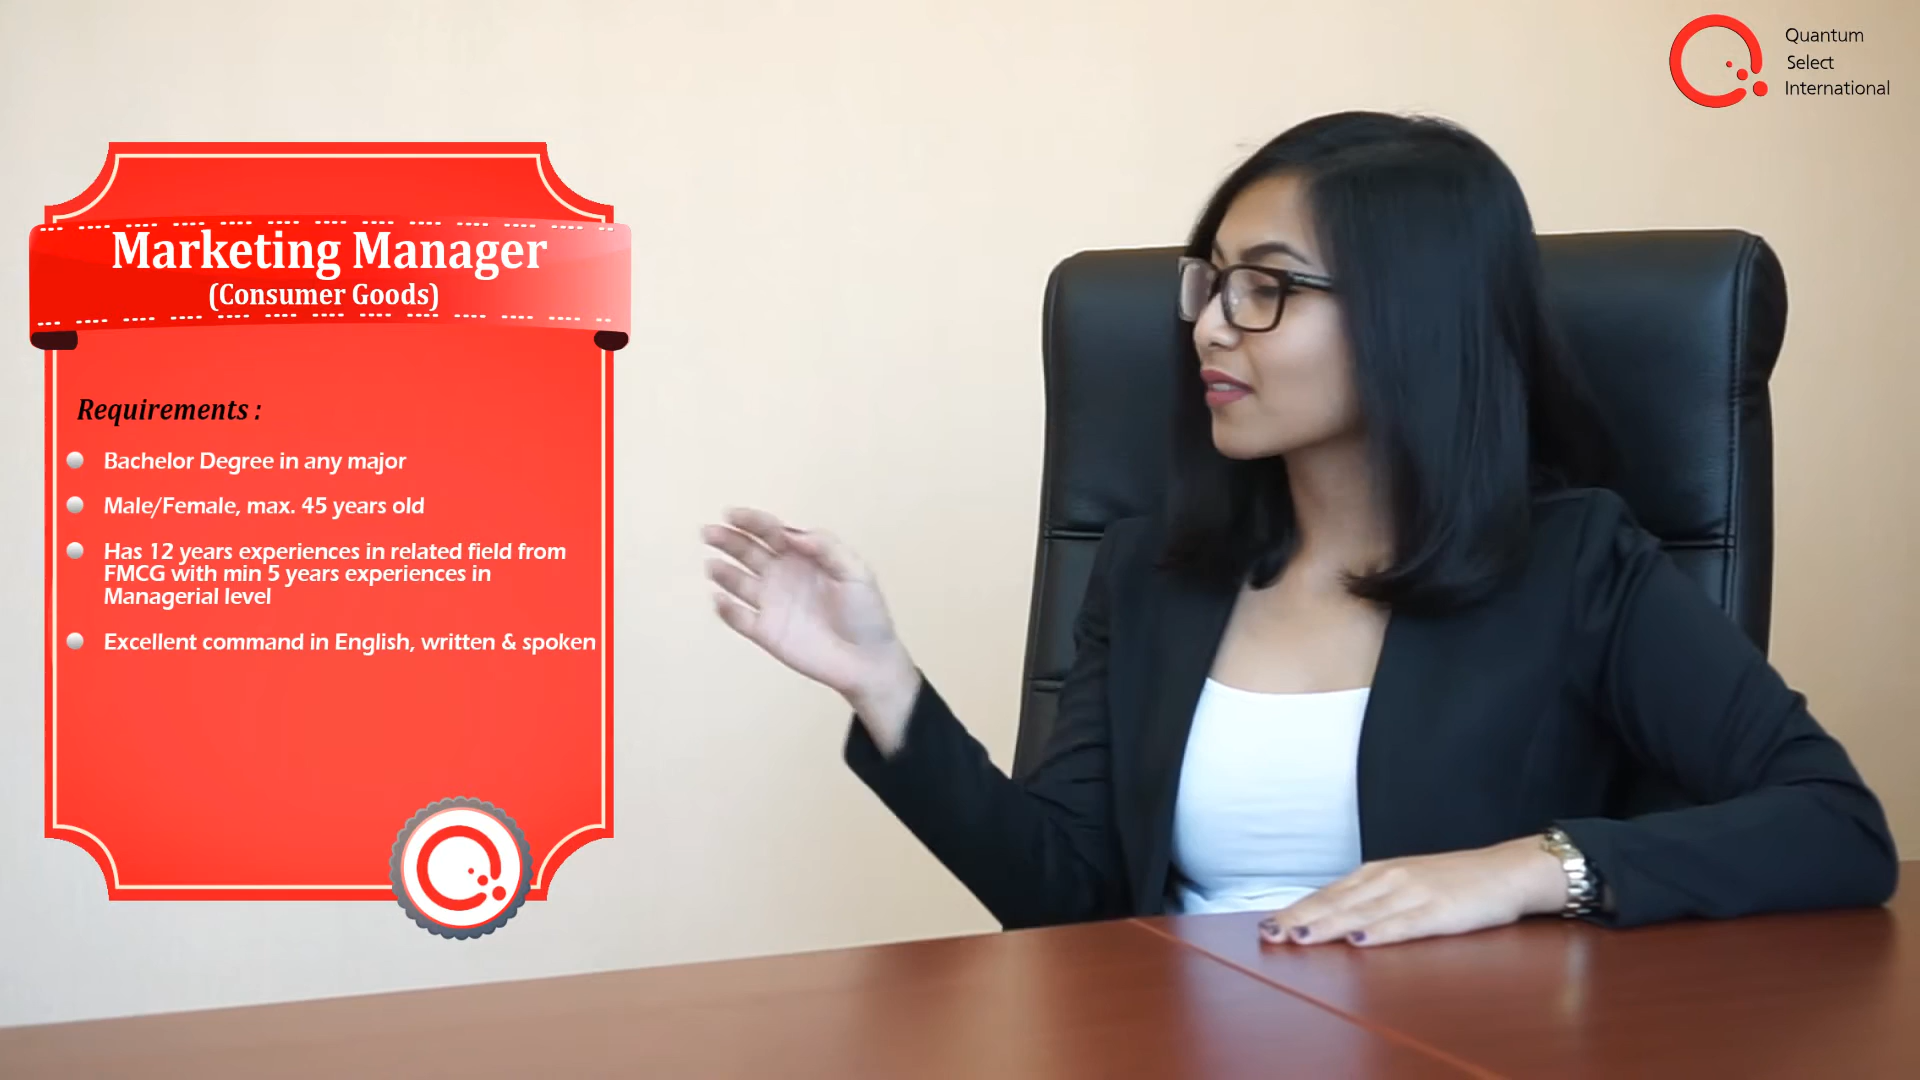 Quantum
Select
International
Marketing Manager
(Consumer Goods)
Requirements :
Bachelor Degree in any major
Male/Female, max. 45 years old
Has 12 years experiences in related field from
FMCG with min 5 years experiences in
Managerial level
Excellent command in English, written & spoken